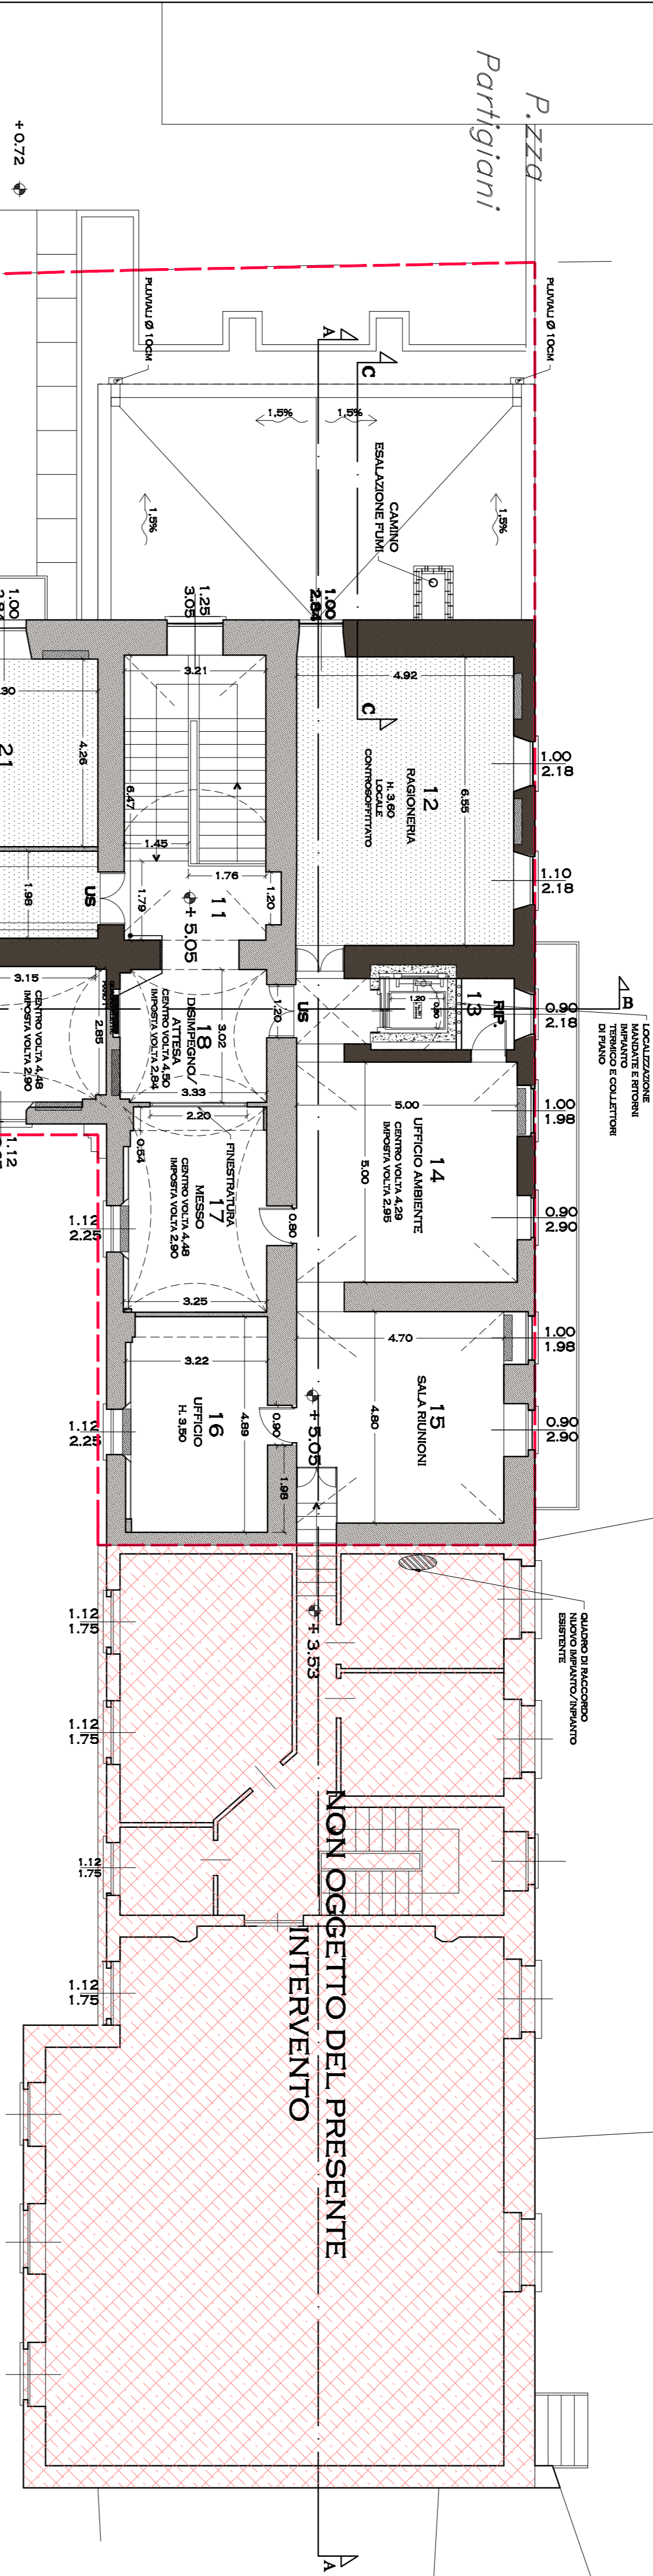 P.zza
Partigiani
+ 0.72
PLUVIALI Ø 10CM
PLUVIALI Ø 10CM
A
C
1,5%
1,5%
1,5%
1,5%
CAMINO
ESALAZIONE FUMI
1.00
2.84
1.25
3.05
1.00
3.21
4.92
C
1.00
2.18
6.55
12
RAGIONERIA
H. 3,60
LOCALE
CONTROSOFFITTATO
.30
4.26
21
6.47
1.45
1.76
1.10
2.18
1.98
US
1.79
1.20
11
+ 5.05
B
LOCALIZZAZIONE
MANDATE E RITORNI
IMPIANTO
TERMICO E COLLETTORI
DI PIANO
0.90
2.18
RIP.
13
US
1.20
3.02
18
DISIMPEGNO/
ATTESA
CENTRO VOLTA 4,50
IMPOSTA VOLTA 2,84
3.15
CENTRO VOLTA 4,48
IMPOSTA VOLTA 2,90
2.85
3.33
2.20
1.00
1.98
5.00
14
UFFICIO AMBIENTE
CENTRO VOLTA 4,29
IMPOSTA VOLTA 2,95
5.00
1.12
0.54
FINESTRATURA
17
MESSO
CENTRO VOLTA 4,48
IMPOSTA VOLTA 2,90
0.80
0.90
2.90
1.12
2.25
3.25
1.00
1.98
4.70
15
SALA RIUNIONI
4.80
3.22
16
UFFICIO
H. 3,50
4.89
0.90
1.98
+ 5.05
0.90
2.90
1.12
2.25
+ 3.53
QUADRO DI RACCORDO
NUOVO IMPIANTO/INPIANTO
ESISTENTE
1.12
1.75
1.12
1.75
1.12
1.75
1.12
1.75
NON OGGETTO DEL PRESENTE
INTERVENTO
A